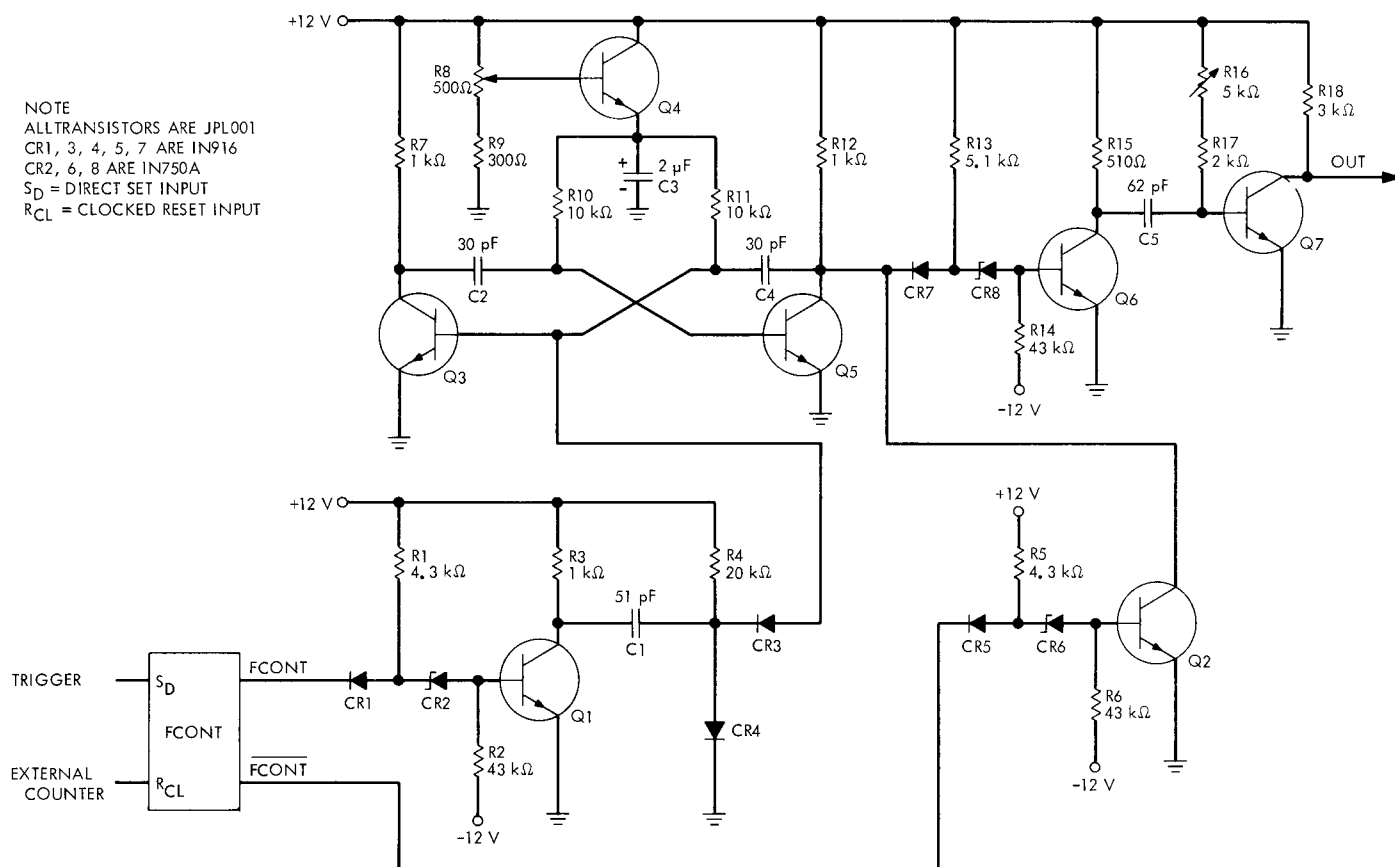 +12 V
NOTE
ALLTRANSISTORS ARE JPL001
CR1, 3, 4, 5, 7 ARE IN916
CR2, 6, 8 ARE IN750A
SD = DIRECT SET INPUT
RCL = CLOCKED RESET INPUT
R7
1 kΩ
R8
500Ω
R9
300Ω
Q4
R10
10 kΩ
+
-
2 μF
C3
R11
10 kΩ
R12
1 kΩ
R13
5.1 kΩ
R15
510Ω
R16
5 kΩ
R17
2 kΩ
R18
3 kΩ
OUT
30 pF
C2
30 pF
C4
62 pF
C5
Q3
Q5
CR7
CR8
Q6
Q7
R14
43 kΩ
-12 V
+12 V
R1
4.3 kΩ
R3
1 kΩ
R4
20 kΩ
51 pF
C1
CR3
CR4
+12 V
R5
4.3 kΩ
CR5
CR6
Q2
R6
43 kΩ
-12 V
TRIGGER
SD
FCONT
FCONT
CR1
CR2
Q1
R2
43 kΩ
-12 V
EXTERNAL
COUNTER
RCL
FCONT